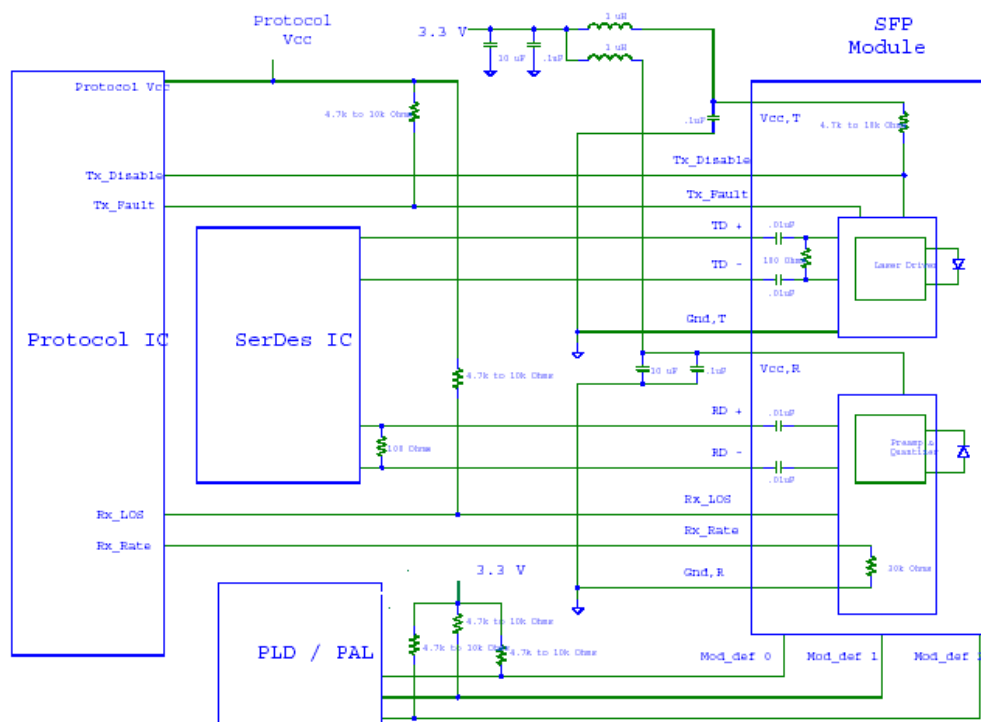 Protocol
Vcc
3.3 V
1 uH
1 uH
10 uF
.1uF
SFP
Module
Protocol Vcc
4.7k to 10k Ohms
.1uF
Vcc,T
4.7k to 10k Ohms
Tx_Disable
Tx_Disable
Tx_Fault
Tx_Fault
TD +
.01uF
TD -
100 Ohms
.01uF
Laser Driver
Gnd,T
Protocol IC
SerDes IC
4.7k to 10k Ohms
10 uF
.1uF
Vcc,R
RD +
.01uF
100 Ohms
RD -
.01uF
Preamp &
Quantizer
Rx_LOS
Rx_LOS
Rx_Rate
Rx_Rate
3.3 V
Gnd,R
30k Ohms
4.7k to 10k Ohms
4.7k to 10k Ohms
4.7k to 10k Ohms
PLD / PAL
Mod_def 0
Mod_def 1
Mod_def